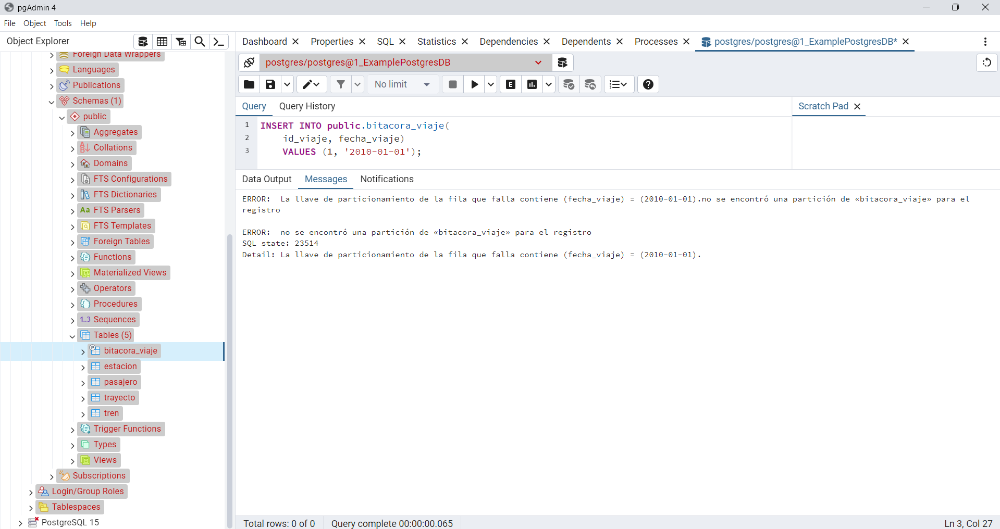 pgAdmin 4
File Object Tools Help
Object Explorer
Foreign Data Wrappers
Languages
Publications
Schemas (1)
public
Aggregates
Collations
Domains
FTS Configurations
FTS Dictionaries
Aa FTS Parsers
FTS Templates
Foreign Tables
Functions
Materialized Views
Operators
Procedures
1..3 Sequences
Tables (5)
bitacora_viaje
estacion
pasajero
trayecto
tren
Trigger Functions
Types
Views
Subscriptions
Login/Group Roles
Tablespaces
PostgreSQL 15
Dashboard Properties SQL Statistics Dependencies Dependents Processes postgres/postgres@1_ExamplePostgresDB*
postgres/postgres@1_ExamplePostgresDB
No limit E
Query Query History
1 INSERT INTO public.bitacora_viaje(
2 id_viaje, fecha_viaje)
3 VALUES (1, '2010-01-01');
Scratch Pad
Data Output Messages Notifications
ERROR: La llave de particionamiento de la fila que falla contiene (fecha_viaje) = (2010-01-01).no se encontró una partición de «bitacora_viaje» para el
registro
ERROR: no se encontró una partición de «bitacora_viaje» para el registro
SQL state: 23514
Detail: La llave de particionamiento de la fila que falla contiene (fecha_viaje) = (2010-01-01).
Total rows: 0 of 0 Query complete 00:00:00.065 Ln 3, Col 27